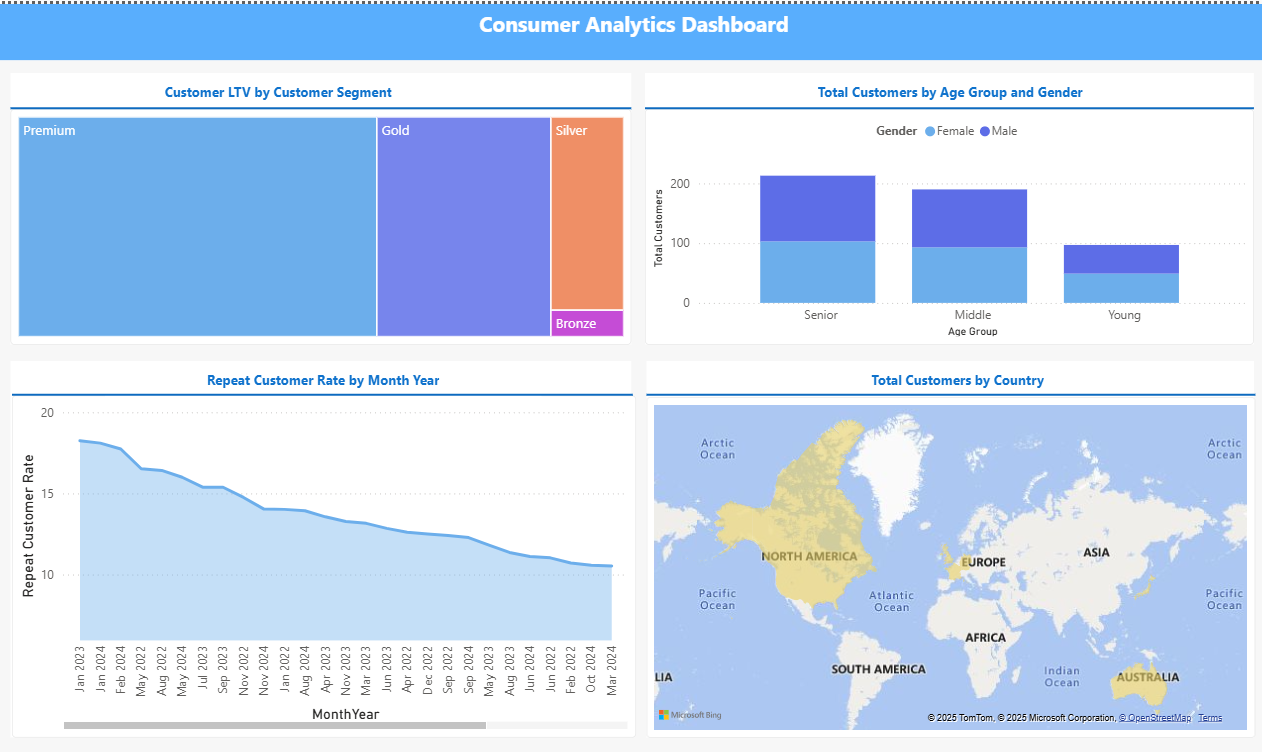 Consumer Analytics Dashboard
Customer LTV by Customer Segment
Premium
Gold
Silver
Bronze
Total Customers by Age Group and Gender
Gender Female Male
Total Customers
200
100
0
Senior
Middle
Young
Age Group
Repeat Customer Rate by Month Year
Repeat Customer Rate
20
15
10
Jan 2023
Jan 2024
Feb 2024
May 2022
Aug 2022
May 2024
Jul 2023
Sep 2023
Nov 2022
Nov 2024
Jan 2022
Aug 2024
Apr 2023
Nov 2023
Mar 2023
Jun 2023
Apr 2022
Dec 2022
Sep 2022
Sep 2024
May 2023
Aug 2023
Jun 2024
Jun 2022
Feb 2022
Oct 2024
Mar 2024
MonthYear
Total Customers by Country
Arctic
Ocean
Arctic
Ocean
NORTH AMERICA
EUROPE
ASIA
Pacific
Ocean
Atlantic
Ocean
Pacific
Ocean
AFRICA
SOUTH AMERICA
Indian
Ocean
LIA
AUSTRALIA
Microsoft Bing
© 2025 TomTom, © 2025 Microsoft Corporation, © OpenStreetMap Terms